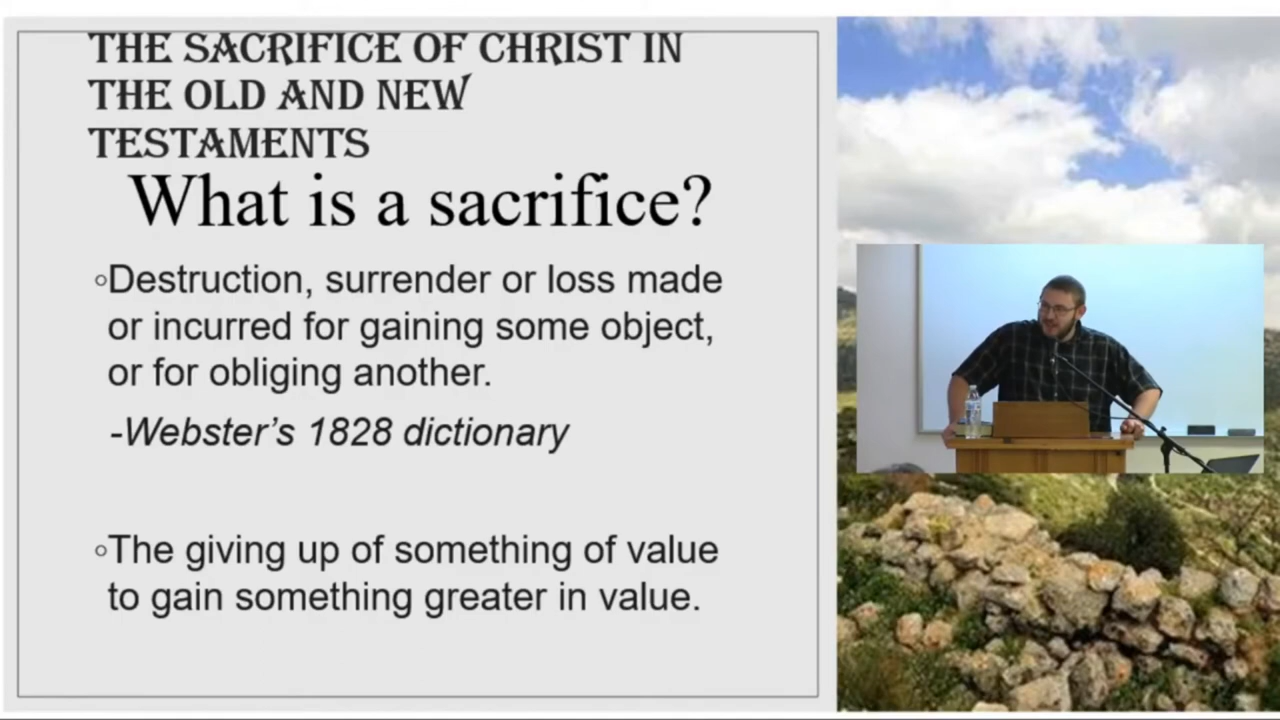 THE SACRIFICE OF CHRIST IN
THE OLD AND NEW
TESTAMENTS
What is a sacrifice?
◦Destruction, surrender or loss made
or incurred for gaining some object,
or for obliging another.
-Webster’s 1828 dictionary
◦The giving up of something of value
to gain something greater in value.